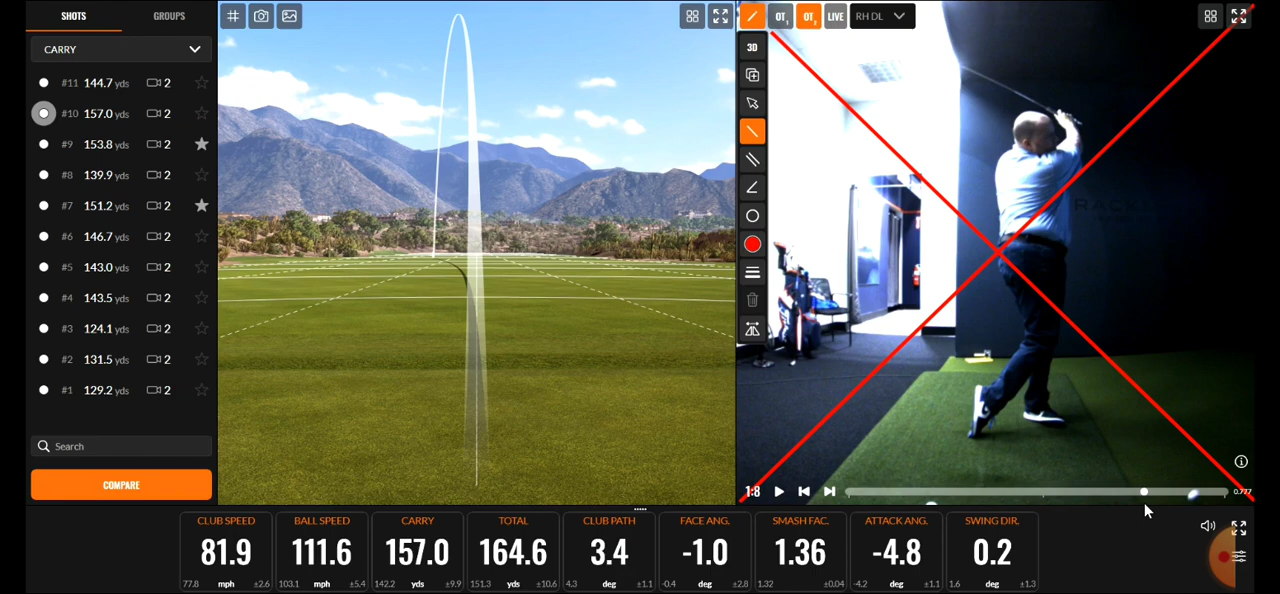 SHOTS GROUPS
CARRY
#11 144.7 yds 2
#10 157.0 yds 2
#9 153.8 yds 2
#8 139.9 yds 2
#7 151.2 yds 2
#6 146.7 yds 2
#5 143.0 yds 2
#4 143.5 yds 2
#3 124.1 yds 2
#2 131.5 yds 2
#1 129.2 yds 2
Search
COMPARE
OT1 OT2 LIVE RH DL
3D
1:8 0.777
CLUB SPEED BALL SPEED CARRY TOTAL CLUB PATH FACE ANG. SMASH FAC. ATTACK ANG. SWING DIR.
81.9 111.6 157.0 164.6 3.4 -1.0 1.36 -4.8 0.2
77.8 mph ±2.6 103.1 mph ±5.4 142.2 yds ±9.9 151.3 yds ±10.6 4.3 deg ±1.1 -0.4 deg ±2.8 1.32 ±0.04 -4.2 deg ±1.1 1.6 deg ±1.3